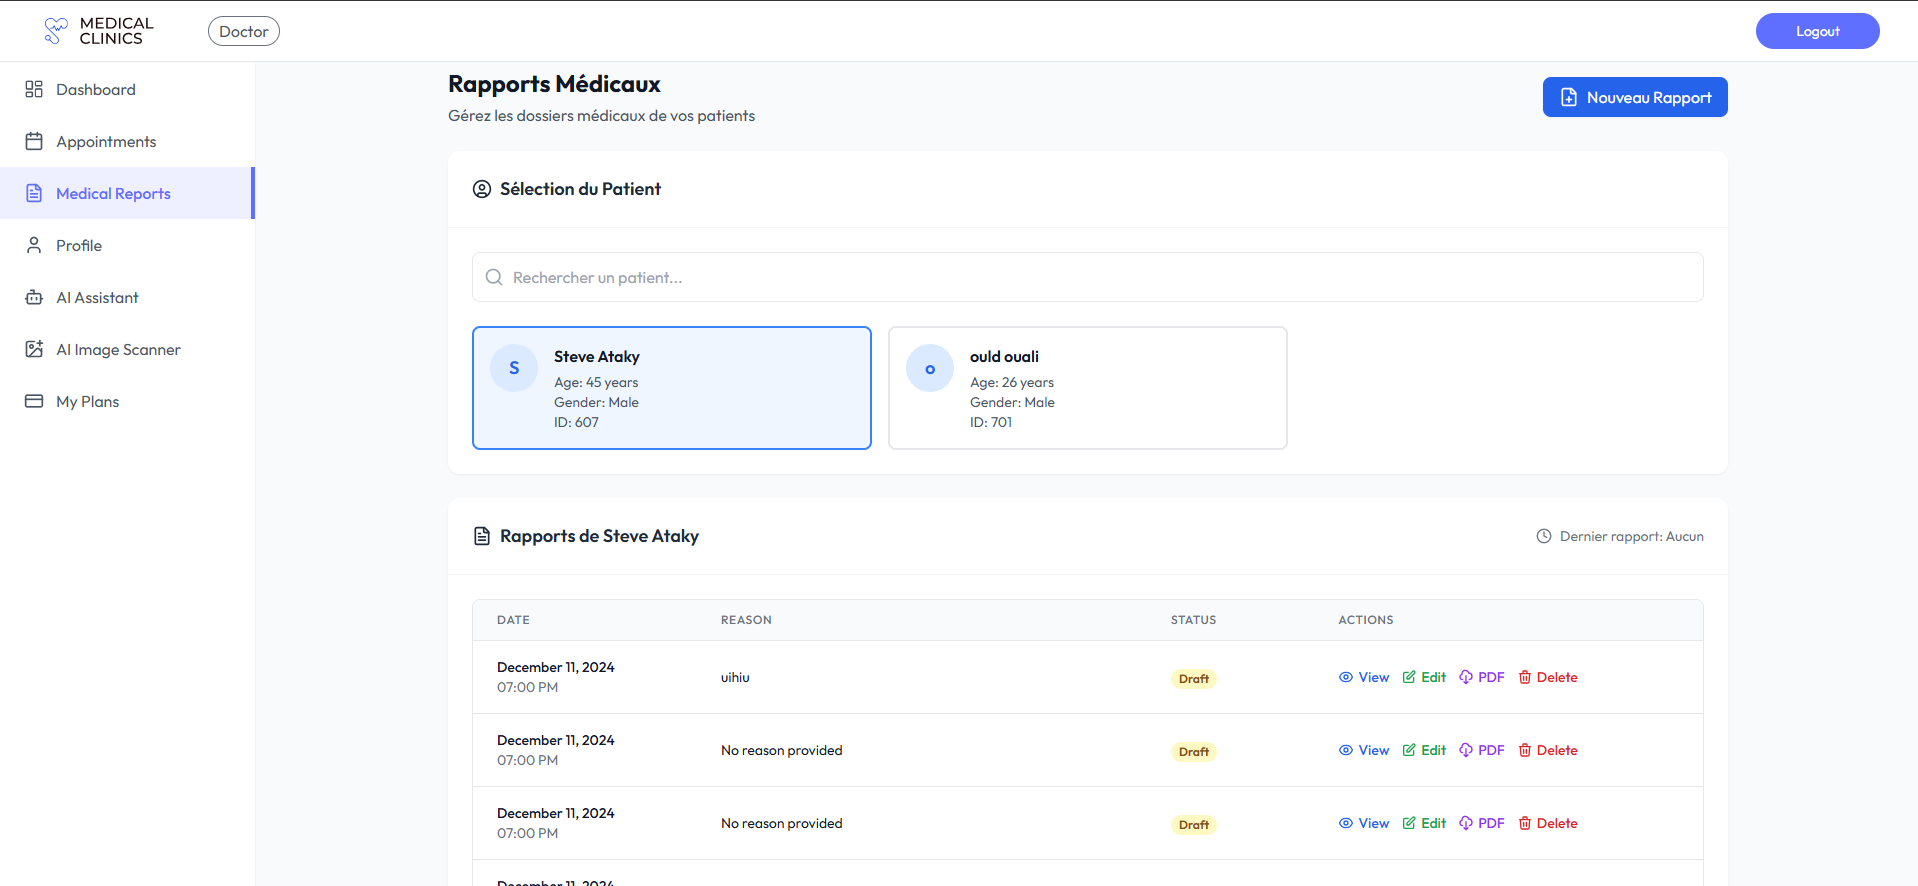 MEDICAL
CLINICS
Doctor
Logout
Dashboard
Appointments
Medical Reports
Profile
AI Assistant
AI Image Scanner
My Plans
Rapports Médicaux
Gérez les dossiers médicaux de vos patients
Nouveau Rapport
Sélection du Patient
Rechercher un patient...
S
Steve Ataky
Age: 45 years
Gender: Male
ID: 607
o
ould ouali
Age: 26 years
Gender: Male
ID: 701
Rapports de Steve Ataky
Dernier rapport: Aucun
DATE REASON STATUS ACTIONS
December 11, 2024
07:00 PM
uihiu
Draft
View Edit PDF Delete
December 11, 2024
07:00 PM
No reason provided
Draft
View Edit PDF Delete
December 11, 2024
07:00 PM
No reason provided
Draft
View Edit PDF Delete
December 11, 2024